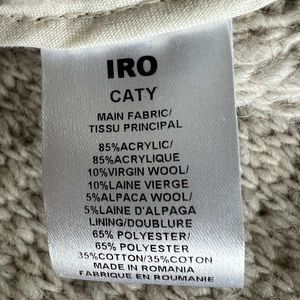 IRO
CATY
MAIN FABRIC/
TISSU PRINCIPAL
85%ACRYLIC/
85%ACRYLIQUE
10%VIRGIN WOOL/
10%LAINE VIERGE
5%ALPACA WOOL/
5%LAINE D'ALPAGA
LINING/DOUBLURE
65% POLYESTER/
65% POLYESTER
35%COTTON/35%COTON
MADE IN ROMANIA
FABRIQUE EN ROUMANIE